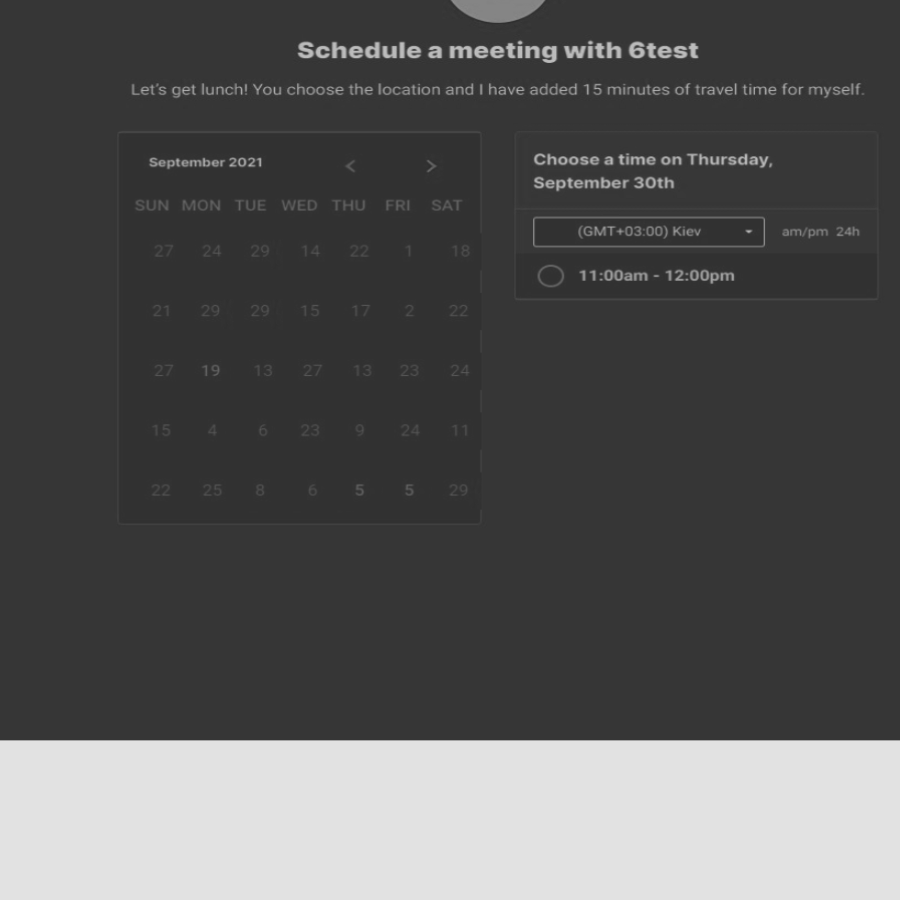 Schedule a meeting with 6test
Let's get lunch! You choose the location and I have added 15 minutes of travel time for myself.
September 2021 < >
SUN MON TUE WED THU FRI SAT
27 24 29 14 22 1 18
21 29 29 15 17 2 22
27 19 13 27 13 23 24
15 4 6 23 9 24 11
22 25 8 6 5 5 29
Choose a time on Thursday,
September 30th
(GMT+03:00) Kiev am/pm 24h
11:00am - 12:00pm